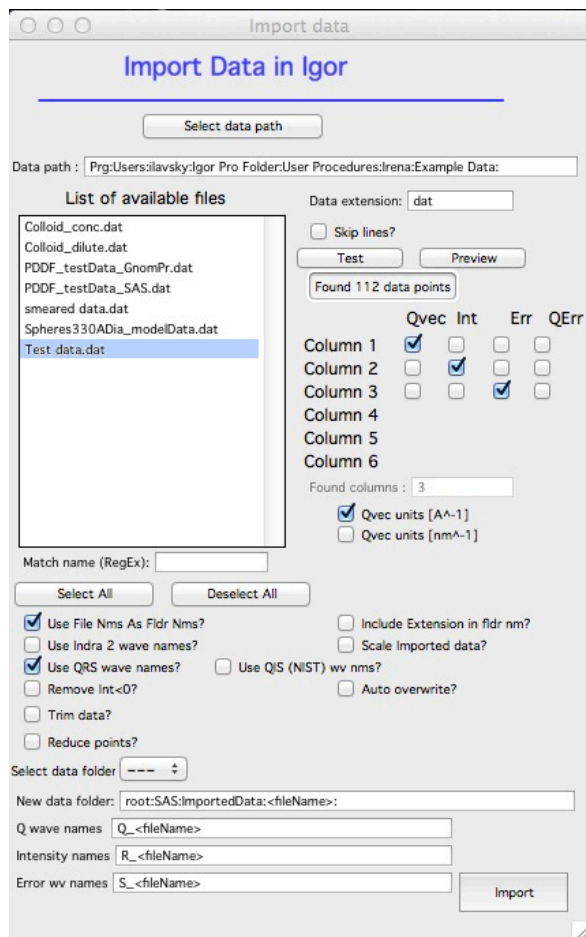 Import data
Import Data in Igor
Select data path
Data path : Prg:Users:ilavsky:Igor Pro Folder:User Procedures:Irena:Example Data:
List of available files
Data extension: dat
Colloid_conc.dat
Colloid_dilute.dat
PDDF_testData_GnomPr.dat
PDDF_testData_SAS.dat
smeared data.dat
Spheres330ADia_modelData.dat
Test data.dat
Skip lines?
Test Preview
Found 112 data points
Qvec Int Err QErr
Column 1
Column 2
Column 3
Column 4
Column 5
Column 6
Found columns : 3
Qvec units [A^-1]
Qvec units [nm^-1]
Match name (RegEx):
Select All Deselect All
Use File Nms As Fldr Nms? Include Extension in fldr nm?
Use Indra 2 wave names? Scale Imported data?
Use QRS wave names? Use QIS (NIST) wv nms?
Remove Int<0? Auto overwrite?
Trim data?
Reduce points?
Select data folder ---
New data folder: root:SAS:ImportedData:<fileName>:
Q wave names Q_<fileName>
Intensity names R_<fileName>
Error wv names S_<fileName>
Import